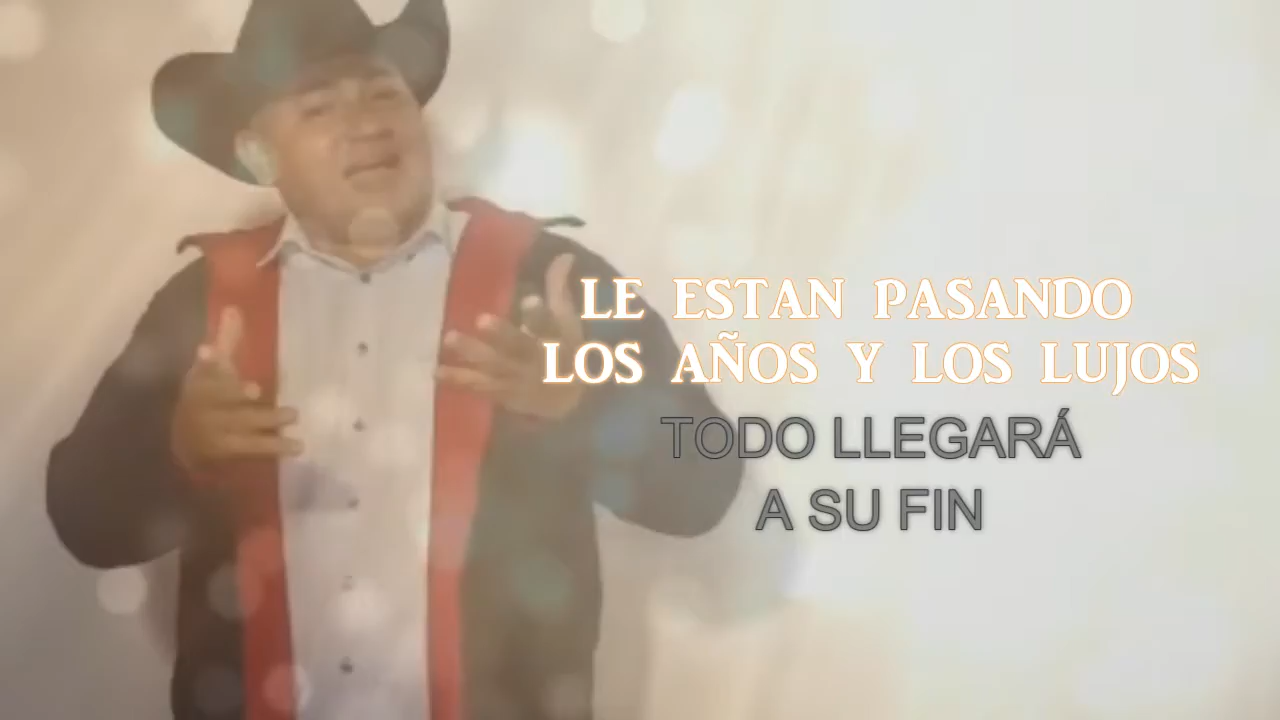 LE ESTAN PASANDO
LOS AÑOS Y LOS LUJOS
TODO LLEGARÁ
A SU FIN